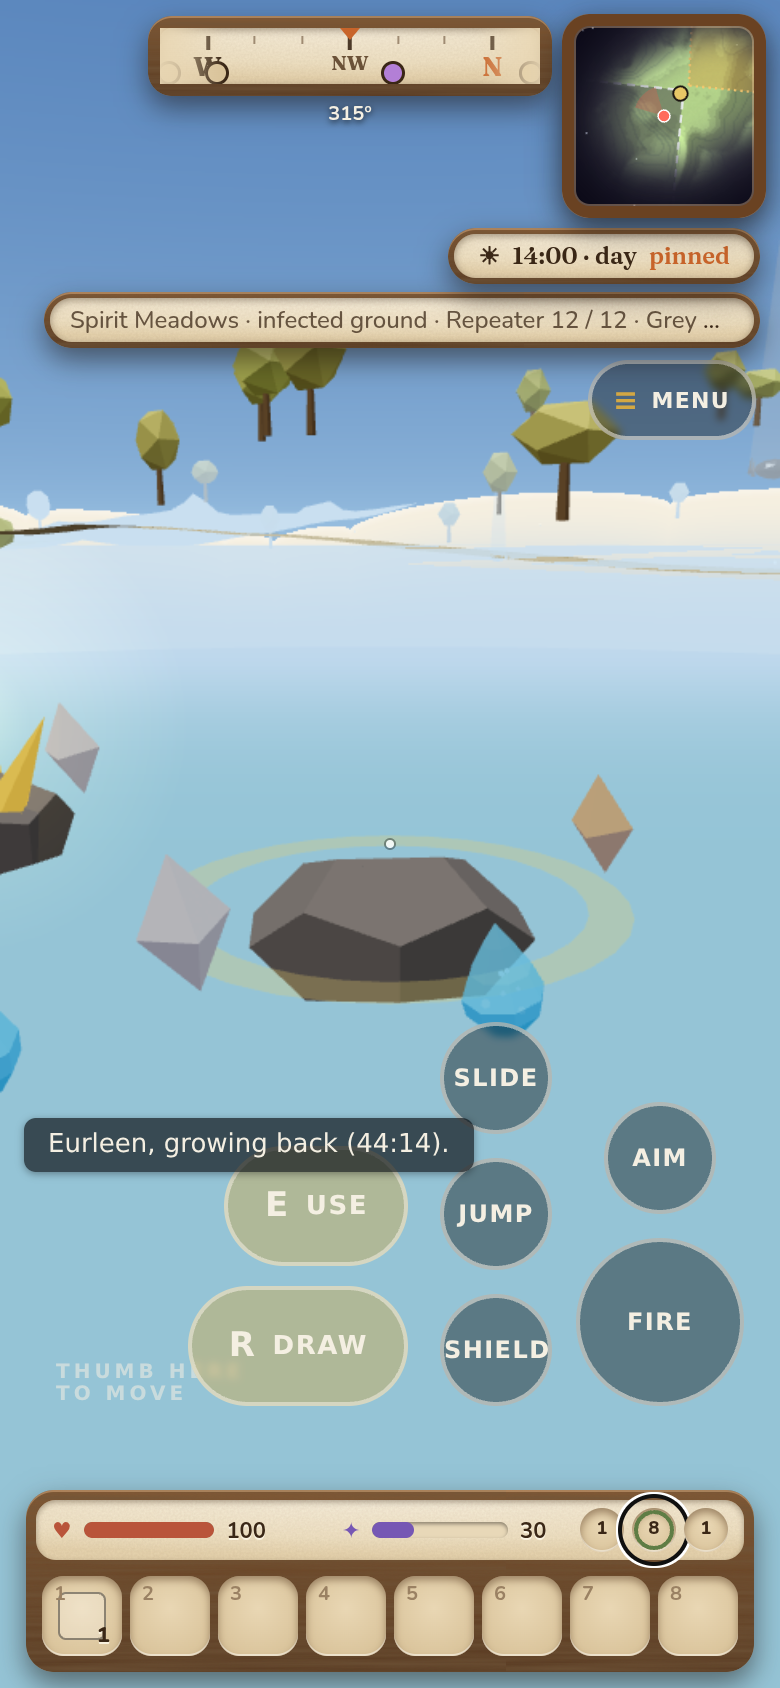 W NW N
315°
14:00 · day pinned
Spirit Meadows · infected ground · Repeater 12 / 12 · Grey ...
MENU
SLIDE
Eurleen, growing back (44:14).
AIM
E USE
JUMP
R DRAW
SHIELD
FIRE
THUMB HERE
TO MOVE
100 30 1 8 1
1 2 3 4 5 6 7 8
1